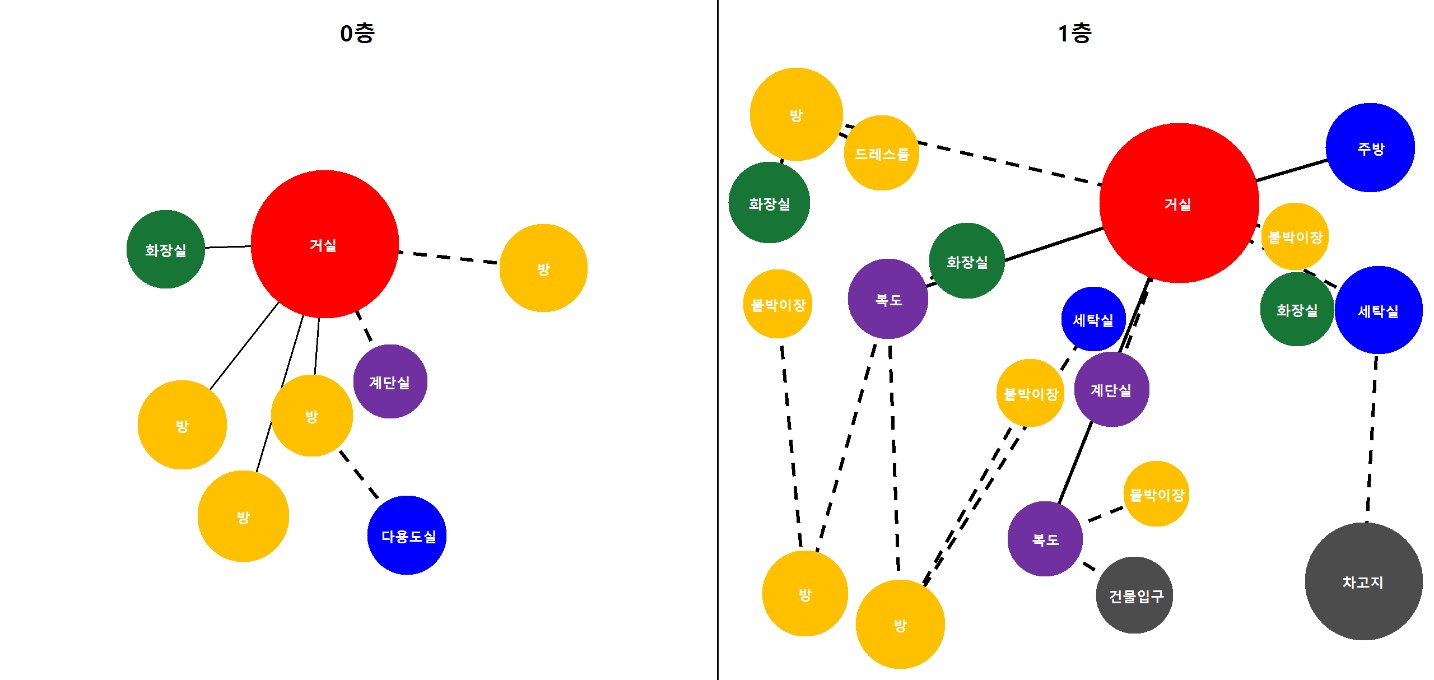 0층
화장실
거실
방
계단실
방
방
방
다용도실
1층
방
드레스룸
화장실
거실
주방
붙박이장
화장실
복도
붙박이장
화장실
세탁실
세탁실
붙박이장
계단실
붙박이장
복도
방
방
건물입구
차고지